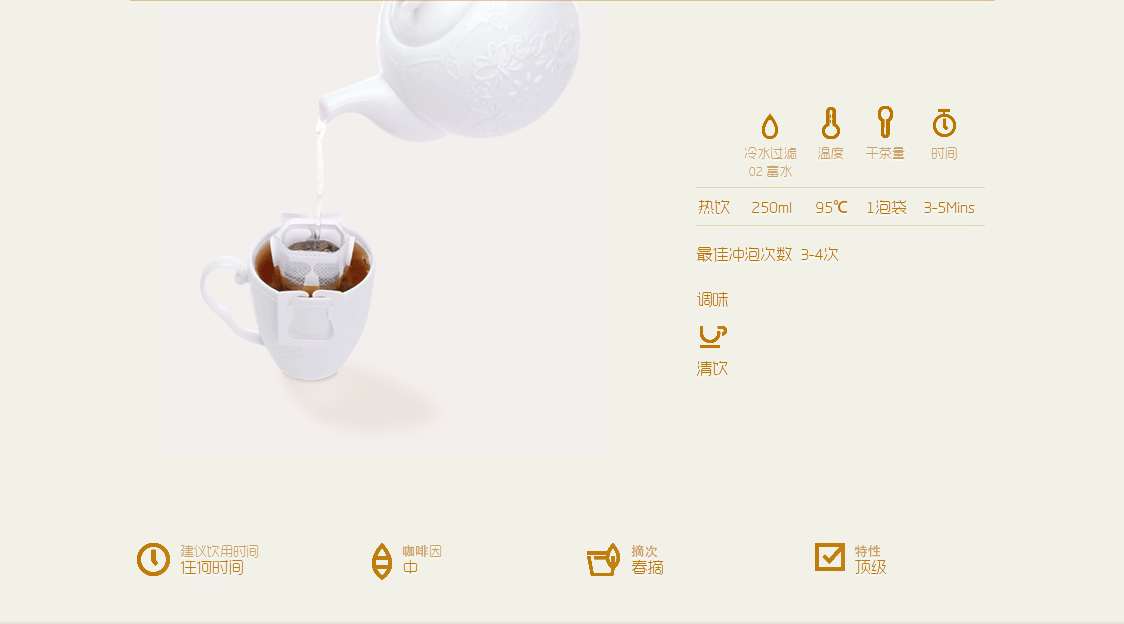 冷水过滤 温度 干茶量 时间
02 富水
热饮 250ml 95℃ 1泡袋 3-5Mins
最佳冲泡次数 3-4次
调味
清饮
建议饮用时间 咖啡因 摘次 特性
任何时间 中 春摘 顶级